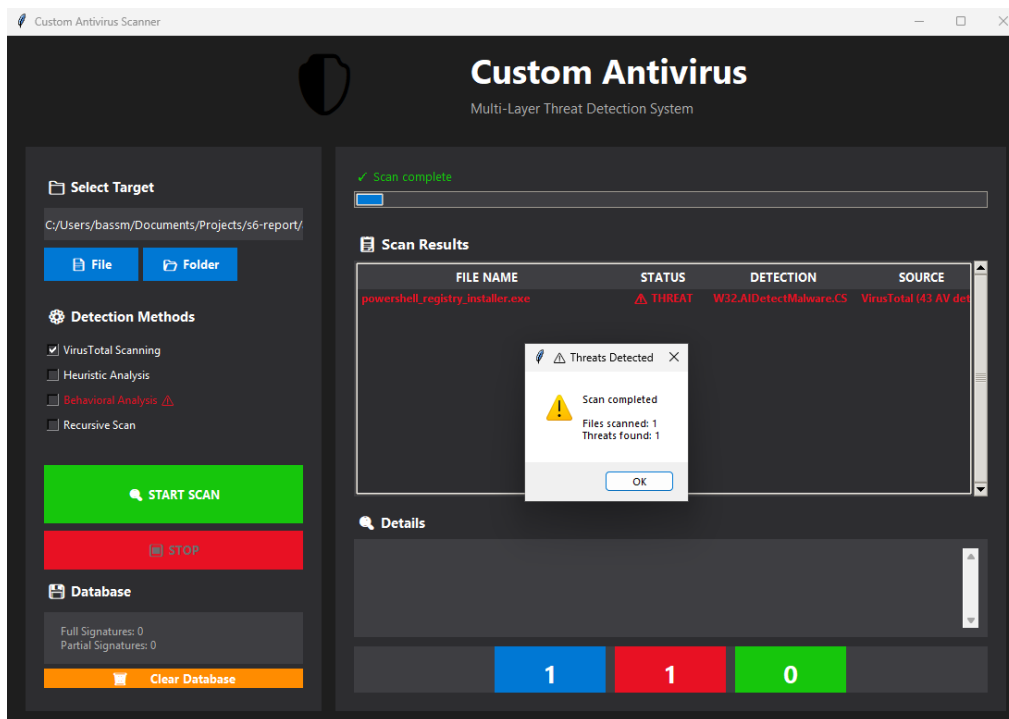 Custom Antivirus Scanner
Custom Antivirus
Multi-Layer Threat Detection System
Select Target
C:/Users/bassm/Documents/Projects/s6-report/
File
Folder
Detection Methods
VirusTotal Scanning
Heuristic Analysis
Behavioral Analysis ⚠
Recursive Scan
START SCAN
STOP
Database
Full Signatures: 0
Partial Signatures: 0
Clear Database
✓ Scan complete
Scan Results
FILE NAME STATUS DETECTION SOURCE
powershell_registry_installer.exe ⚠ THREAT W32.AIDetectMalware.CS VirusTotal (43 AV det
⚠ Threats Detected
Scan completed
Files scanned: 1
Threats found: 1
OK
Details
1 1 0